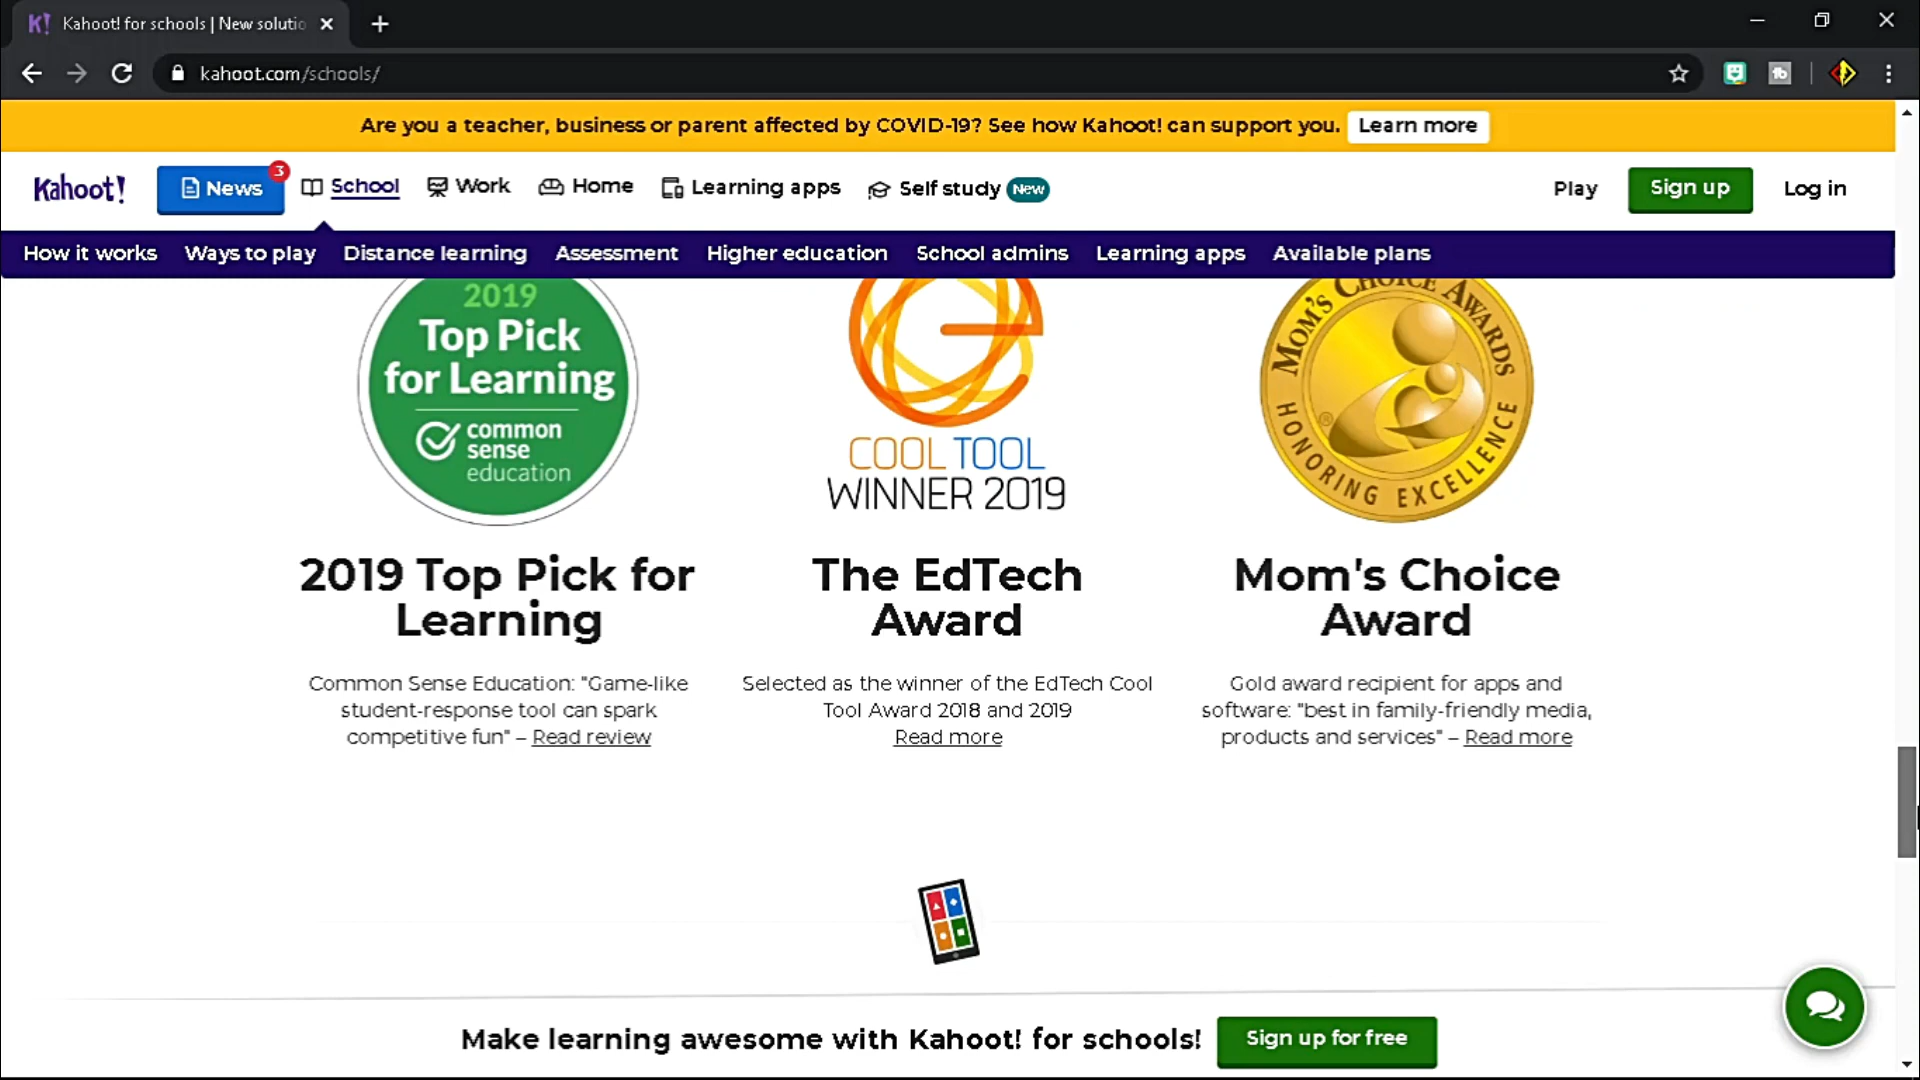 K! Kahoot! for schools | New solutio
kahoot.com/schools/
Are you a teacher, business or parent affected by COVID-19? See how Kahoot! can support you. Learn more
Kahoot! News 3 School Work Home Learning apps Self study New Play Sign up Log in
How it works Ways to play Distance learning Assessment Higher education School admins Learning apps Available plans
2019
Top Pick
for Learning
common
sense
education
COOL TOOL
WINNER 2019
MOM'S CHOICE AWARDS
HONORING EXCELLENCE
®
2019 Top Pick for
Learning
The EdTech
Award
Mom's Choice
Award
Common Sense Education: "Game-like
student-response tool can spark
competitive fun" – Read review
Selected as the winner of the EdTech Cool
Tool Award 2018 and 2019
Read more
Gold award recipient for apps and
software: "best in family-friendly media,
products and services" – Read more
Make learning awesome with Kahoot! for schools! Sign up for free